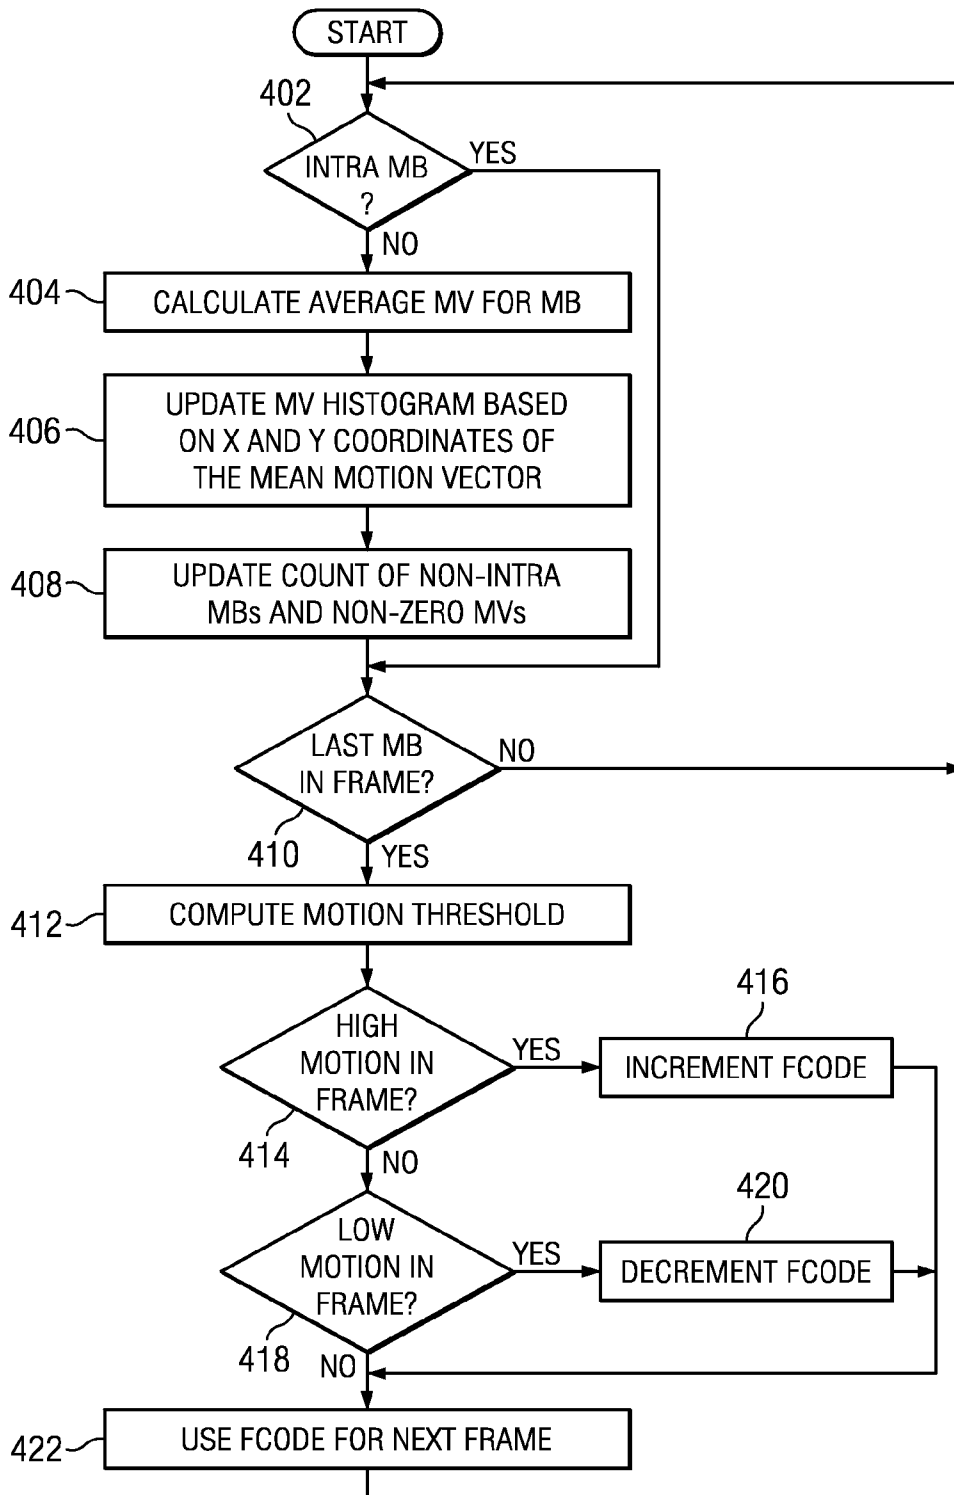 START
402
INTRA MB
?
YES
NO
404
CALCULATE AVERAGE MV FOR MB
406
UPDATE MV HISTOGRAM BASED
ON X AND Y COORDINATES OF
THE MEAN MOTION VECTOR
408
UPDATE COUNT OF NON-INTRA
MBs AND NON-ZERO MVs
LAST MB
IN FRAME?
NO
410
YES
412
COMPUTE MOTION THRESHOLD
HIGH
MOTION IN
FRAME?
YES
416
INCREMENT FCODE
414
NO
LOW
MOTION IN
FRAME?
YES
420
DECREMENT FCODE
418
NO
422
USE FCODE FOR NEXT FRAME